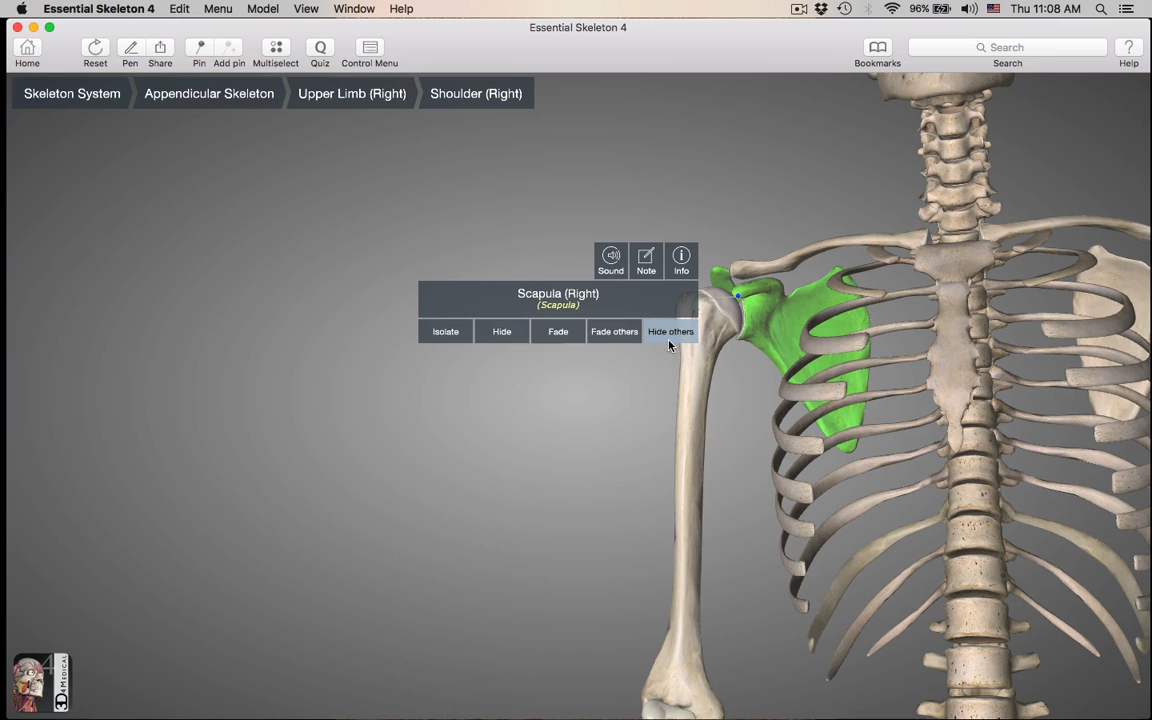 Essential Skeleton 4 Edit Menu Model View Window Help 96% Thu 11:08 AM
Essential Skeleton 4
Home Reset Pen Share Pin Add pin Multiselect Q Quiz Control Menu Bookmarks Search Search ? Help
Skeleton System Appendicular Skeleton Upper Limb (Right) Shoulder (Right)
Sound Note Info
Scapula (Right)
(Scapula)
Isolate Hide Fade Fade others Hide others
4
3D4MEDICAL